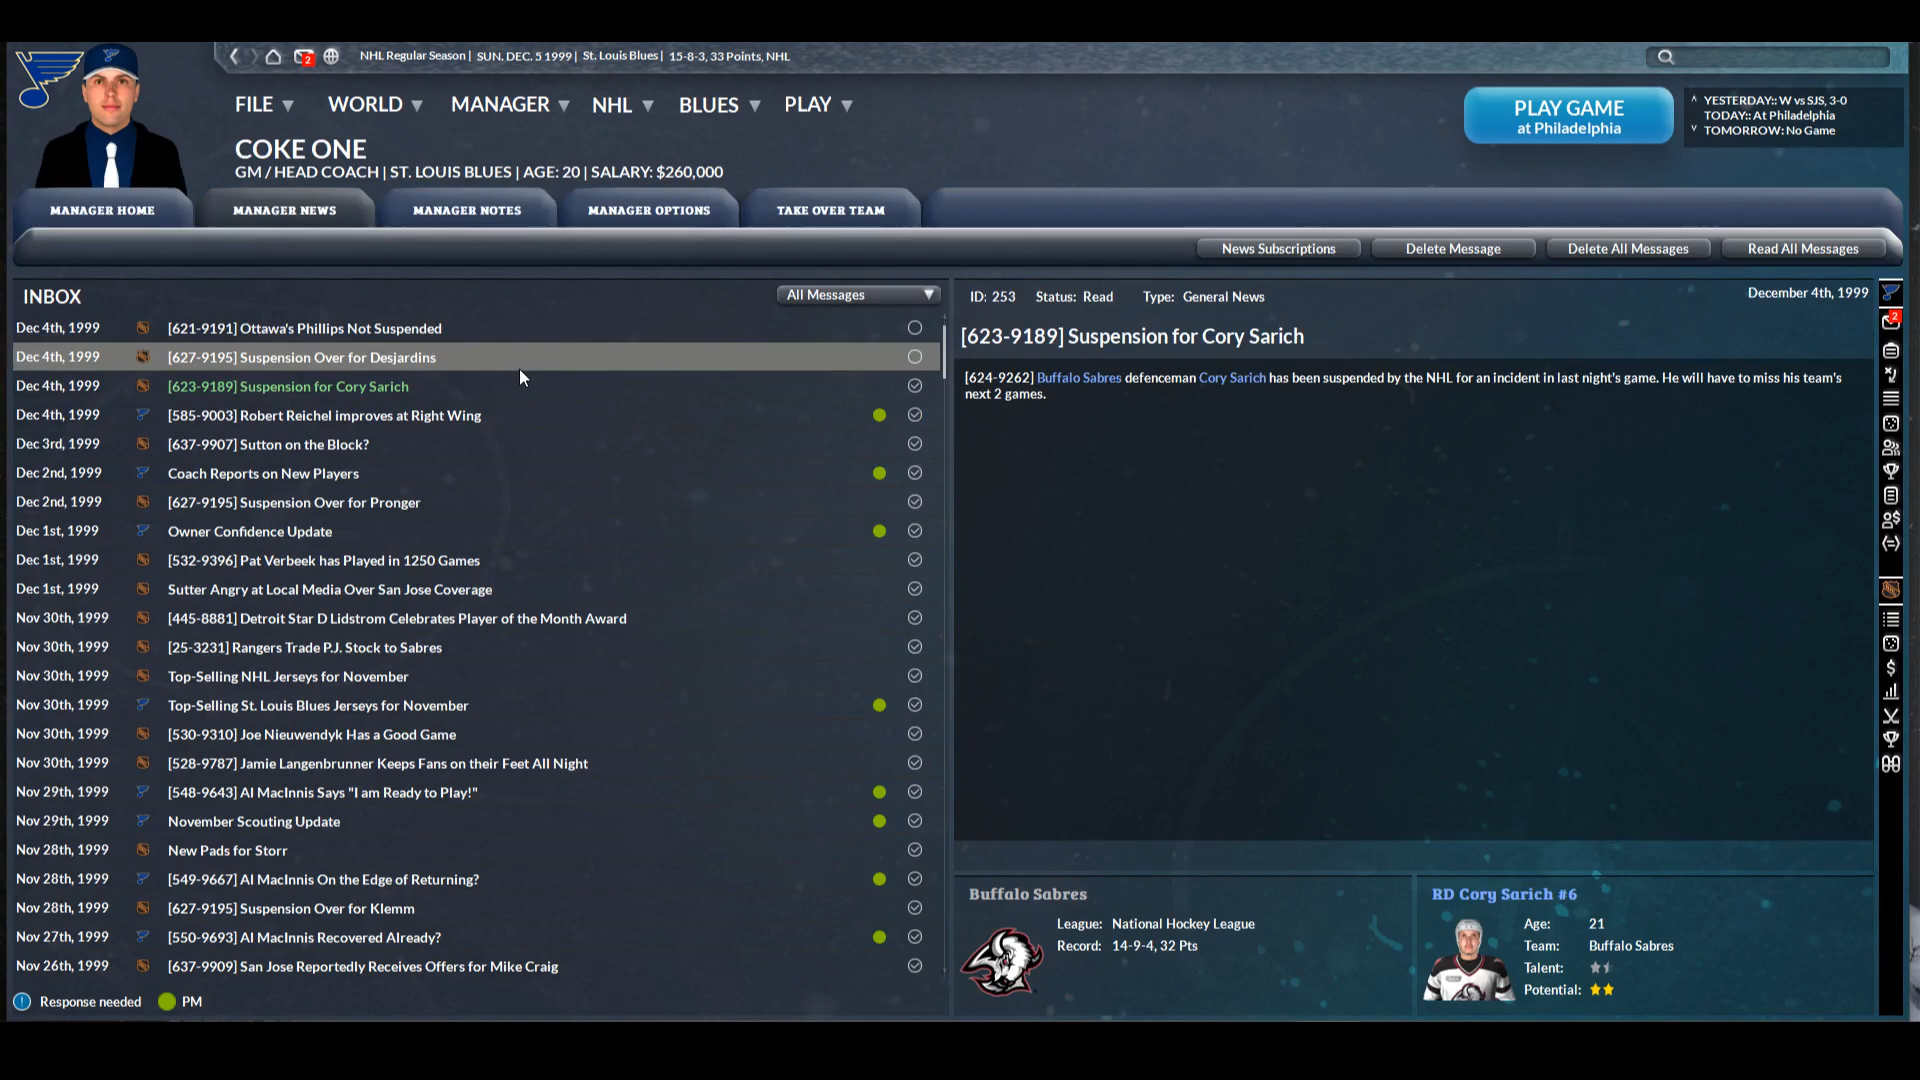 2 NHL Regular Season | SUN. DEC. 5 1999 | St. Louis Blues | 15-8-3, 33 Points, NHL
FILE WORLD MANAGER NHL BLUES PLAY
PLAY GAME
at Philadelphia
YESTERDAY:: W vs SJS, 3-0
TODAY:: At Philadelphia
TOMORROW: No Game
COKE ONE
GM / HEAD COACH | ST. LOUIS BLUES | AGE: 20 | SALARY: $260,000
MANAGER HOME MANAGER NEWS MANAGER NOTES MANAGER OPTIONS TAKE OVER TEAM
News Subscriptions Delete Message Delete All Messages Read All Messages
INBOX All Messages
Dec 4th, 1999 [621-9191] Ottawa's Phillips Not Suspended
Dec 4th, 1999 [627-9195] Suspension Over for Desjardins
Dec 4th, 1999 [623-9189] Suspension for Cory Sarich
Dec 4th, 1999 [585-9003] Robert Reichel improves at Right Wing
Dec 3rd, 1999 [637-9907] Sutton on the Block?
Dec 2nd, 1999 Coach Reports on New Players
Dec 2nd, 1999 [627-9195] Suspension Over for Pronger
Dec 1st, 1999 Owner Confidence Update
Dec 1st, 1999 [532-9396] Pat Verbeek has Played in 1250 Games
Dec 1st, 1999 Sutter Angry at Local Media Over San Jose Coverage
Nov 30th, 1999 [445-8881] Detroit Star D Lidstrom Celebrates Player of the Month Award
Nov 30th, 1999 [25-3231] Rangers Trade P.J. Stock to Sabres
Nov 30th, 1999 Top-Selling NHL Jerseys for November
Nov 30th, 1999 Top-Selling St. Louis Blues Jerseys for November
Nov 30th, 1999 [530-9310] Joe Nieuwendyk Has a Good Game
Nov 30th, 1999 [528-9787] Jamie Langenbrunner Keeps Fans on their Feet All Night
Nov 29th, 1999 [548-9643] Al MacInnis Says "I am Ready to Play!"
Nov 29th, 1999 November Scouting Update
Nov 28th, 1999 New Pads for Storr
Nov 28th, 1999 [549-9667] Al MacInnis On the Edge of Returning?
Nov 28th, 1999 [627-9195] Suspension Over for Klemm
Nov 27th, 1999 [550-9693] Al MacInnis Recovered Already?
Nov 26th, 1999 [637-9909] San Jose Reportedly Receives Offers for Mike Craig
Response needed PM
ID: 253 Status: Read Type: General News December 4th, 1999
[623-9189] Suspension for Cory Sarich
[624-9262] Buffalo Sabres defenceman Cory Sarich has been suspended by the NHL for an incident in last night's game. He will have to miss his team's
next 2 games.
Buffalo Sabres
League: National Hockey League
Record: 14-9-4, 32 Pts
RD Cory Sarich #6
Age: 21
Team: Buffalo Sabres
Talent:
Potential:
2